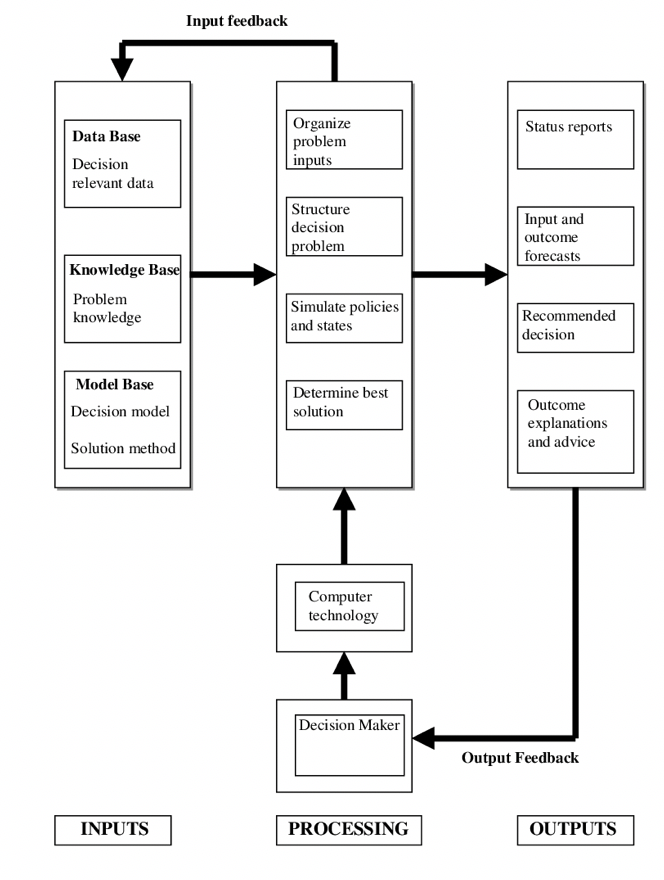 Input feedback
Data Base
Decision
relevant data
Knowledge Base
Problem
knowledge
Model Base
Decision model
Solution method
Organize
problem
inputs
Structure
decision
problem
Simulate policies
and states
Determine best
solution
Status reports
Input and
outcome
forecasts
Recommended
decision
Outcome
explanations
and advice
Computer
technology
Decision Maker
Output Feedback
INPUTS
PROCESSING
OUTPUTS